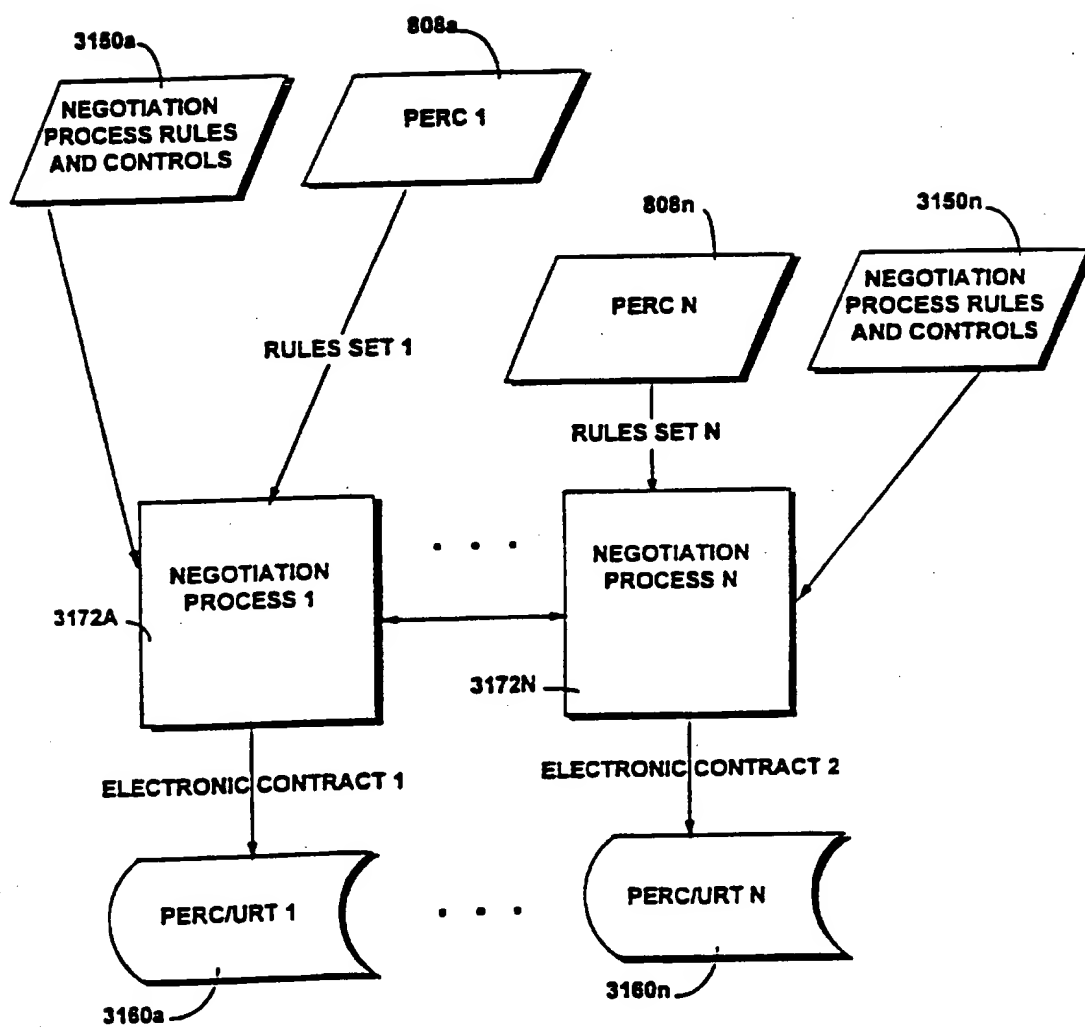 3150a
808a
NEGOTIATION
PROCESS RULES
AND CONTROLS
PERC 1
808n
3150n
PERC N
NEGOTIATION
PROCESS RULES
AND CONTROLS
RULES SET 1
RULES SET N
NEGOTIATION
PROCESS 1
. . .
NEGOTIATION
PROCESS N
3172A
3172N
ELECTRONIC CONTRACT 1
ELECTRONIC CONTRACT 2
PERC/URT 1
. . .
PERC/URT N
3160a
3160n